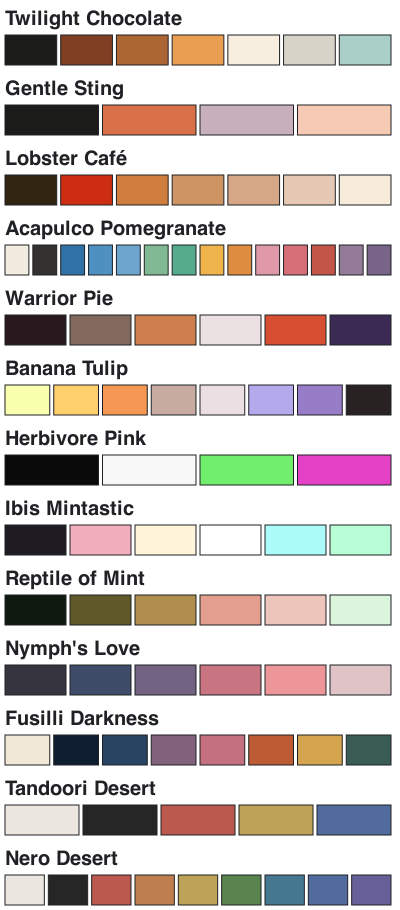 Twilight Chocolate
Gentle Sting
Lobster Café
Acapulco Pomegranate
Warrior Pie
Banana Tulip
Herbivore Pink
Ibis Mintastic
Reptile of Mint
Nymph's Love
Fusilli Darkness
Tandoori Desert
Nero Desert